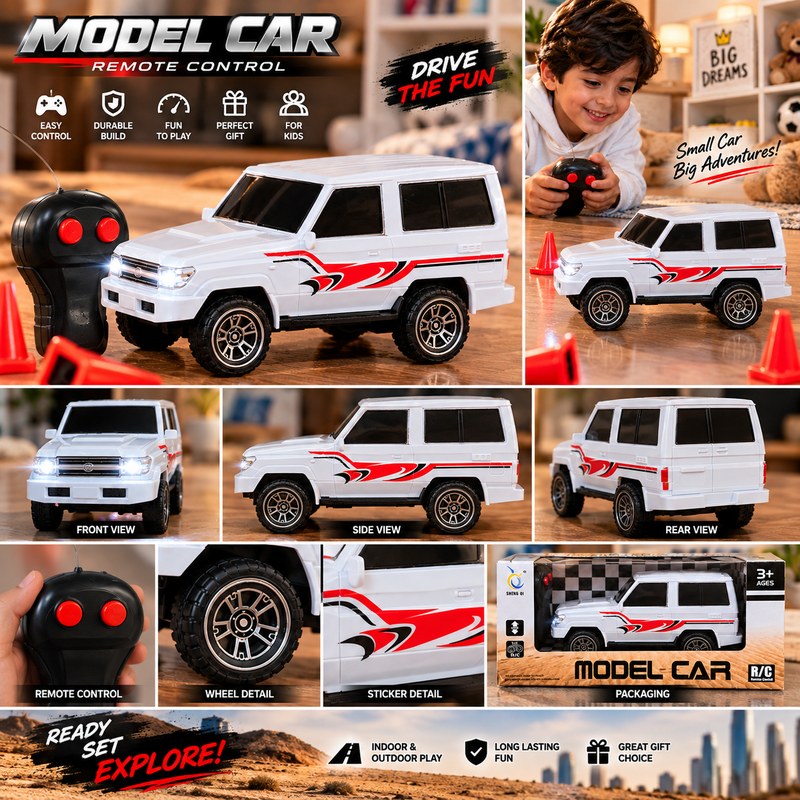 MODEL CAR
REMOTE CONTROL
EASY
CONTROL
DURABLE
BUILD
FUN
TO PLAY
PERFECT
GIFT
FOR
KIDS
DRIVE
THE FUN
BIG
DREAMS
Small Car
Big Adventures!
FRONT VIEW
SIDE VIEW
REAR VIEW
REMOTE CONTROL
WHEEL DETAIL
STICKER DETAIL
SHENG QI
3+
AGES
MODEL CAR
R/C
PACKAGING
READY
SET
EXPLORE!
INDOOR &
OUTDOOR PLAY
LONG LASTING
FUN
GREAT GIFT
CHOICE